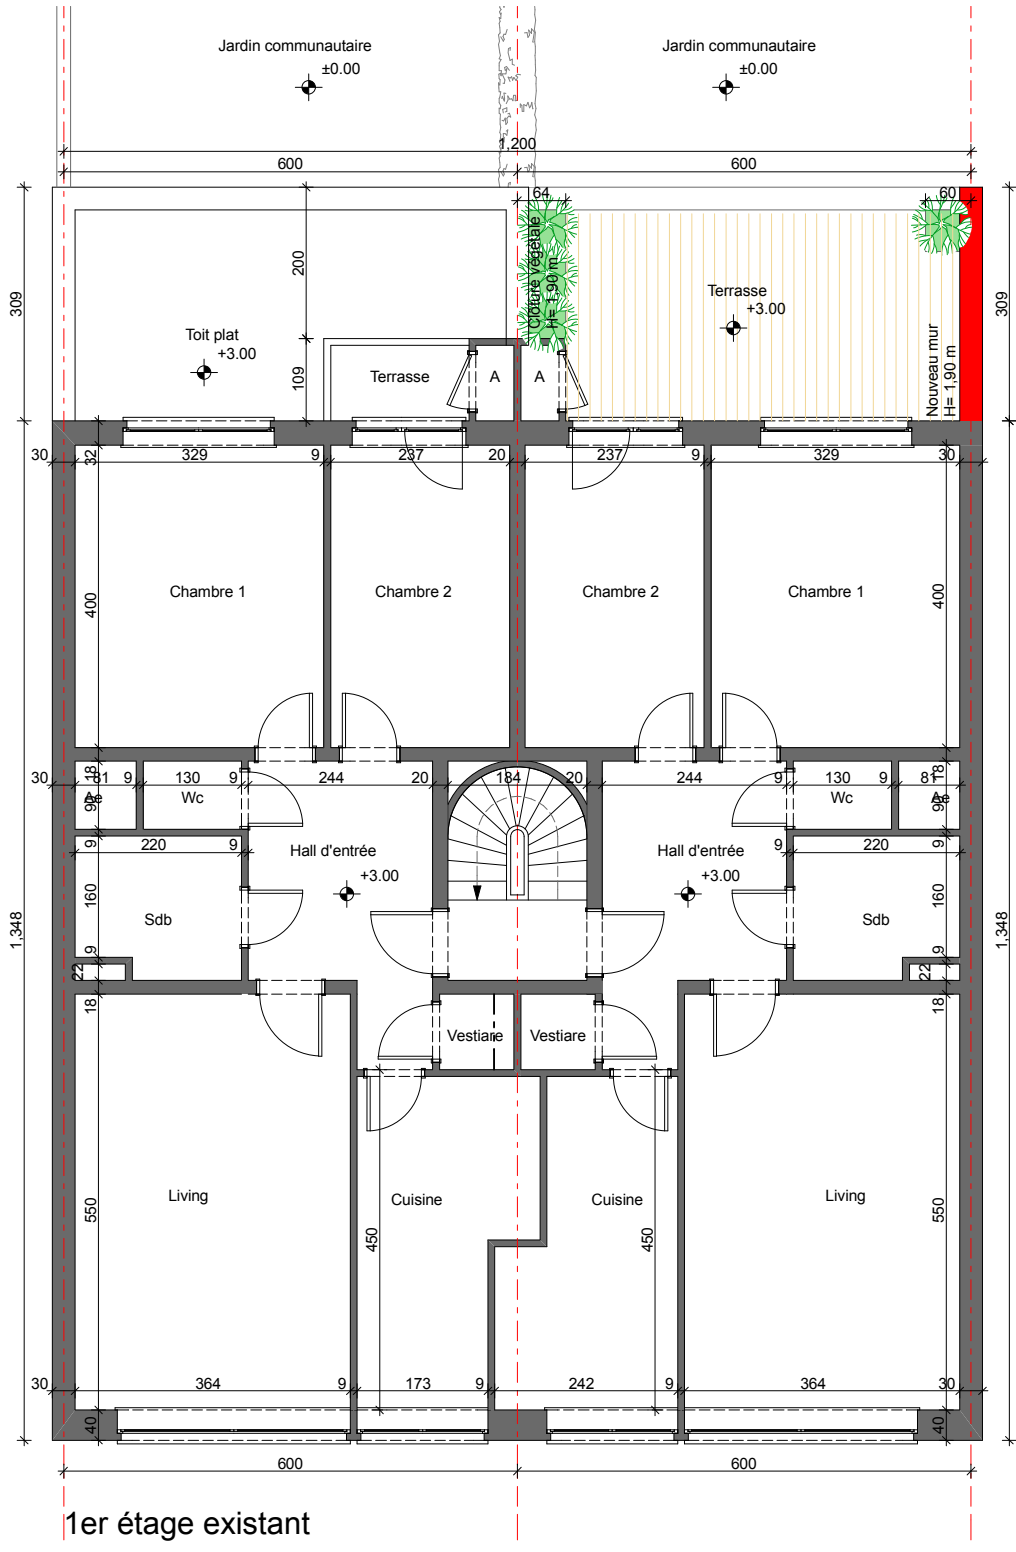 Jardin communautaire
±0.00
Jardin communautaire
±0.00
1,200
600
600
64
60
309
200
109
Clôture végétale
H= 1,90 m
Terrasse
+3.00
309
Toit plat
+3.00
Terrasse
A
A
Nouveau mur
H= 1,90 m
30
32
329
9
237
20
237
9
329
30
400
Chambre 1
Chambre 2
Chambre 2
Chambre 1
400
30
18
81
9
130
9
244
20
184
20
244
9
130
9
81
18
Wc
Wc
9
220
9
Hall d'entrée
+3.00
Hall d'entrée
+3.00
9
220
9
160
Sdb
Sdb
160
1,348
1,348
9
22
18
9
22
18
Vestiare
Vestiare
550
Living
Cuisine
450
Cuisine
450
Living
550
30
364
9
173
9
242
9
364
30
40
40
600
600
1er étage existant